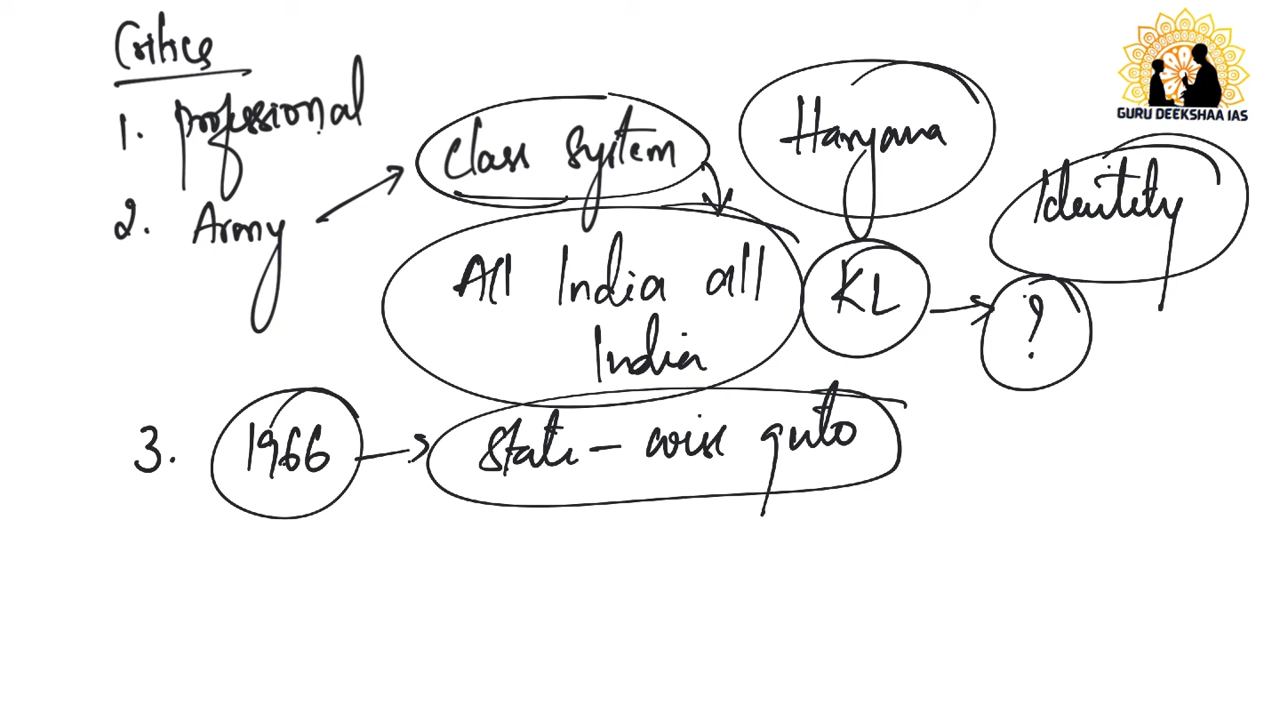 Critics
1. Professional
2. Army
Class system
All India all
India
Haryana
KL
?
Identity
3. 1966
State - wise quto
GURU DEEKSHAA IAS